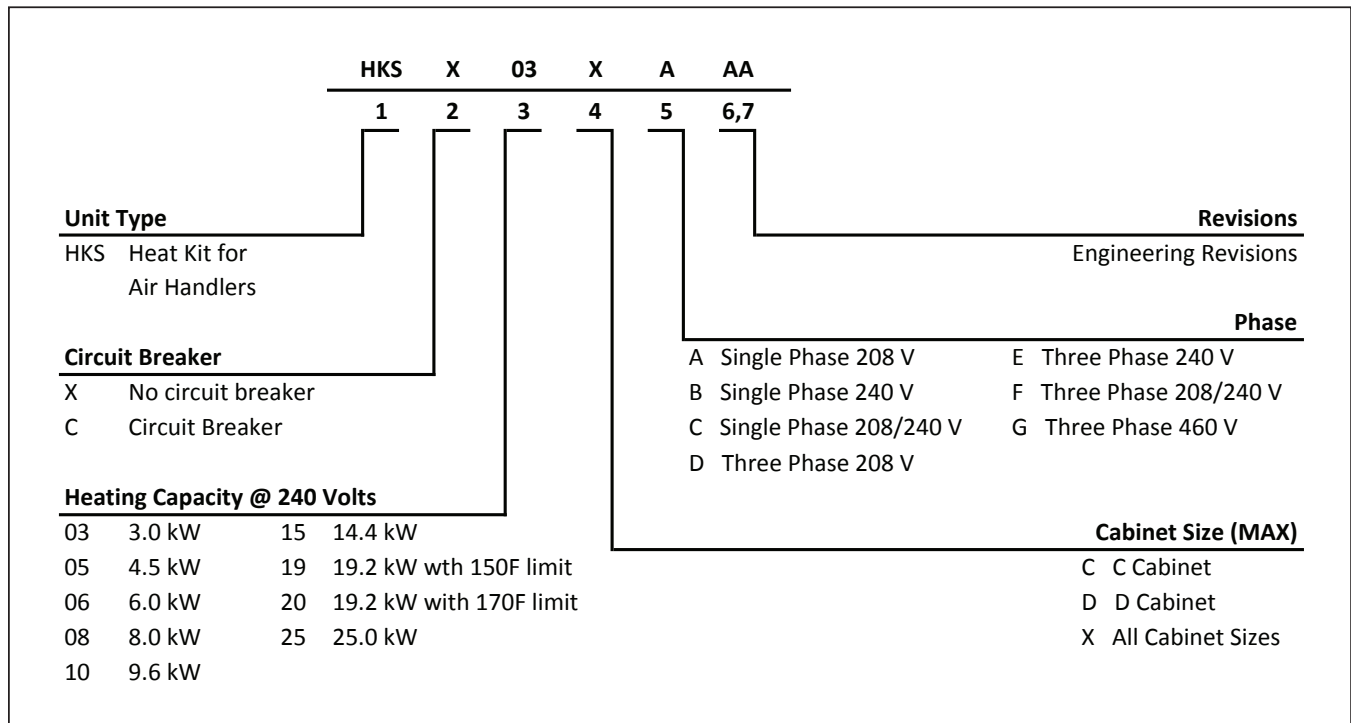 HKS X 03 X A AA
1 2 3 4 5 6,7
Unit Type
HKS Heat Kit for
Air Handlers
Circuit Breaker
X No circuit breaker
C Circuit Breaker
Heating Capacity @ 240 Volts
03 3.0 kW 15 14.4 kW
05 4.5 kW 19 19.2 kW wth 150F limit
06 6.0 kW 20 19.2 kW with 170F limit
08 8.0 kW 25 25.0 kW
10 9.6 kW
Revisions
Engineering Revisions
Phase
A Single Phase 208 V E Three Phase 240 V
B Single Phase 240 V F Three Phase 208/240 V
C Single Phase 208/240 V G Three Phase 460 V
D Three Phase 208 V
Cabinet Size (MAX)
C C Cabinet
D D Cabinet
X All Cabinet Sizes